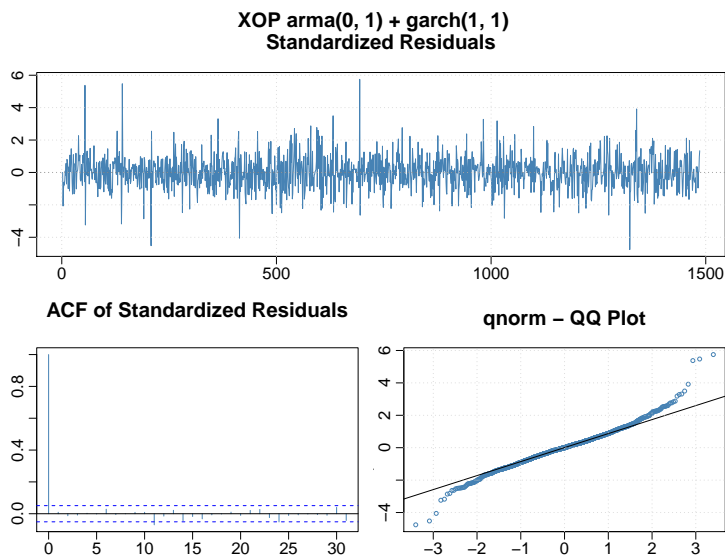 XOP arma(0, 1) + garch(1, 1)
Standardized Residuals
6
4
2
0
−4
0 500 1000 1500
ACF of Standardized Residuals
0.8
0.4
0.0
0 5 10 15 20 25 30
qnorm − QQ Plot
6
4
2
0
−4
−3 −2 −1 0 1 2 3